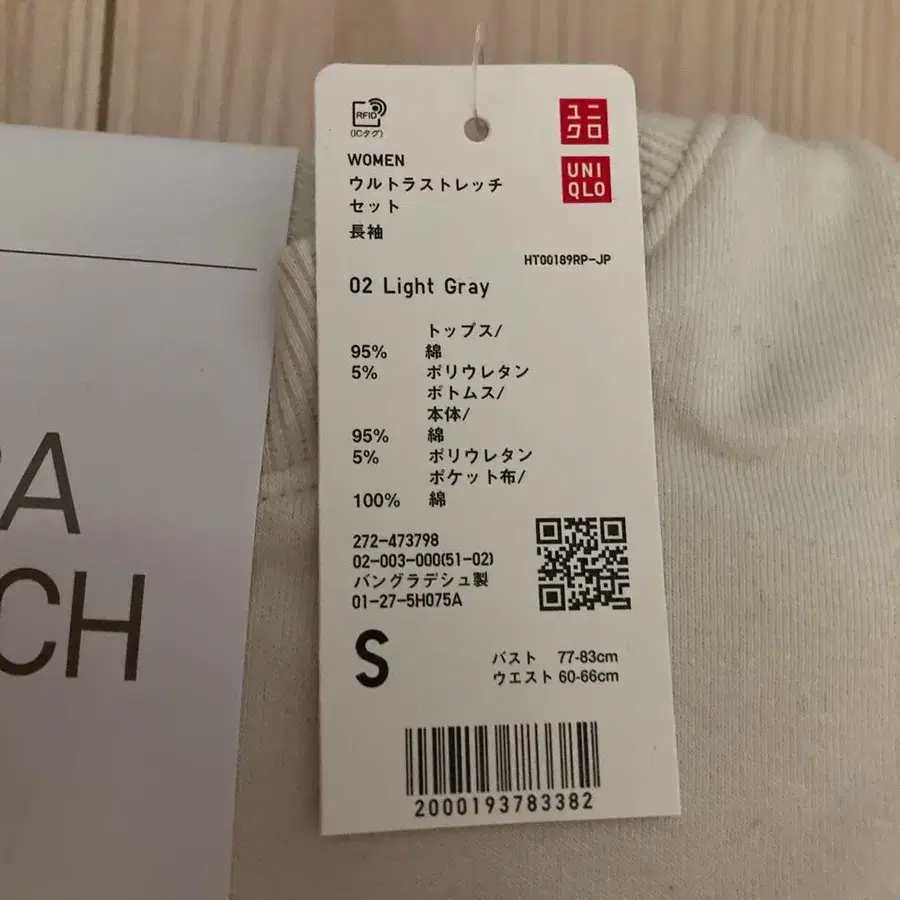 RA
CH
RFID
(ICタグ)
ユニ
クロ
UNI
QLO
WOMEN
ウルトラストレッチ
セット
長袖
HT00189RP-JP
02 Light Gray
トップス/
95% 綿
5% ポリウレタン
ボトムス/
本体/
95% 綿
5% ポリウレタン
ポケット布/
100% 綿
272-473798
02-003-000(51-02)
バングラデシュ製
01-27-5H075A
S
バスト 77-83cm
ウエスト 60-66cm
2000193783382